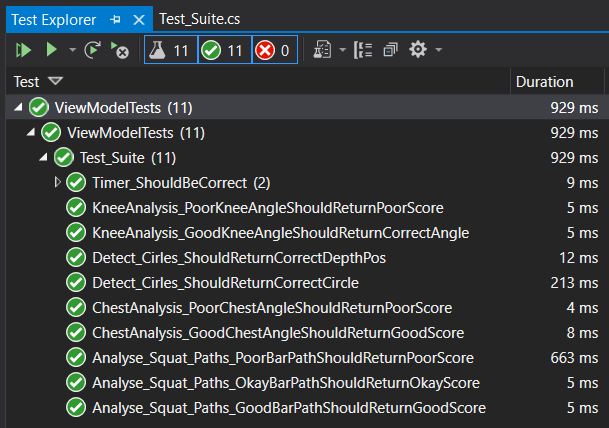 Test Explorer Test_Suite.cs
11 11 0
Test Duration
ViewModelTests (11) 929 ms
ViewModelTests (11) 929 ms
Test_Suite (11) 929 ms
Timer_ShouldBeCorrect (2) 9 ms
KneeAnalysis_PoorKneeAngleShouldReturnPoorScore 5 ms
KneeAnalysis_GoodKneeAngleShouldReturnCorrectAngle 5 ms
Detect_Cirles_ShouldReturnCorrectDepthPos 12 ms
Detect_Cirles_ShouldReturnCorrectCircle 213 ms
ChestAnalysis_PoorChestAngleShouldReturnPoorScore 4 ms
ChestAnalysis_GoodChestAngleShouldReturnGoodScore 8 ms
Analyse_Squat_Paths_PoorBarPathShouldReturnPoorScore 663 ms
Analyse_Squat_Paths_OkayBarPathShouldReturnOkayScore 5 ms
Analyse_Squat_Paths_GoodBarPathShouldReturnGoodScore 5 ms